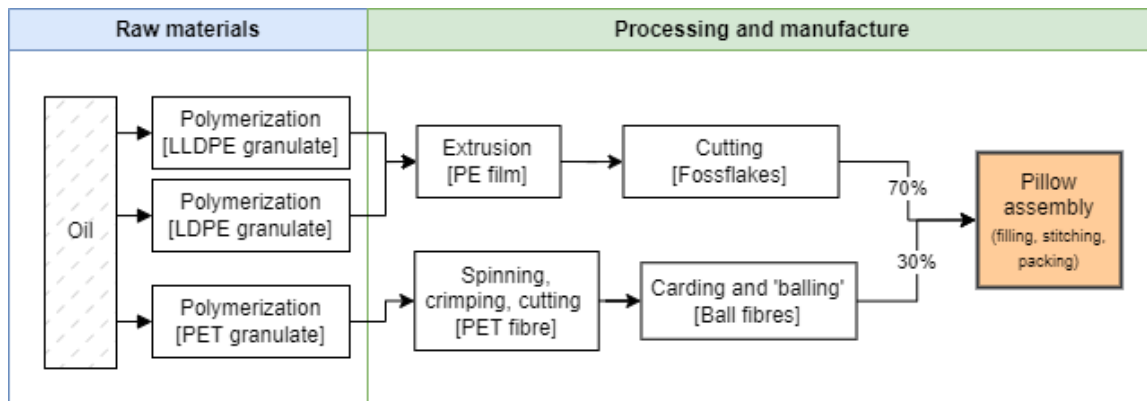 Raw materials
Processing and manufacture
Oil
Polymerization
[LLDPE granulate]
Polymerization
[LDPE granulate]
Polymerization
[PET granulate]
Extrusion
[PE film]
Cutting
[Fossflakes]
70%
Spinning,
crimping, cutting
[PET fibre]
Carding and 'balling'
[Ball fibres]
30%
Pillow
assembly
(filling, stitching,
packing)